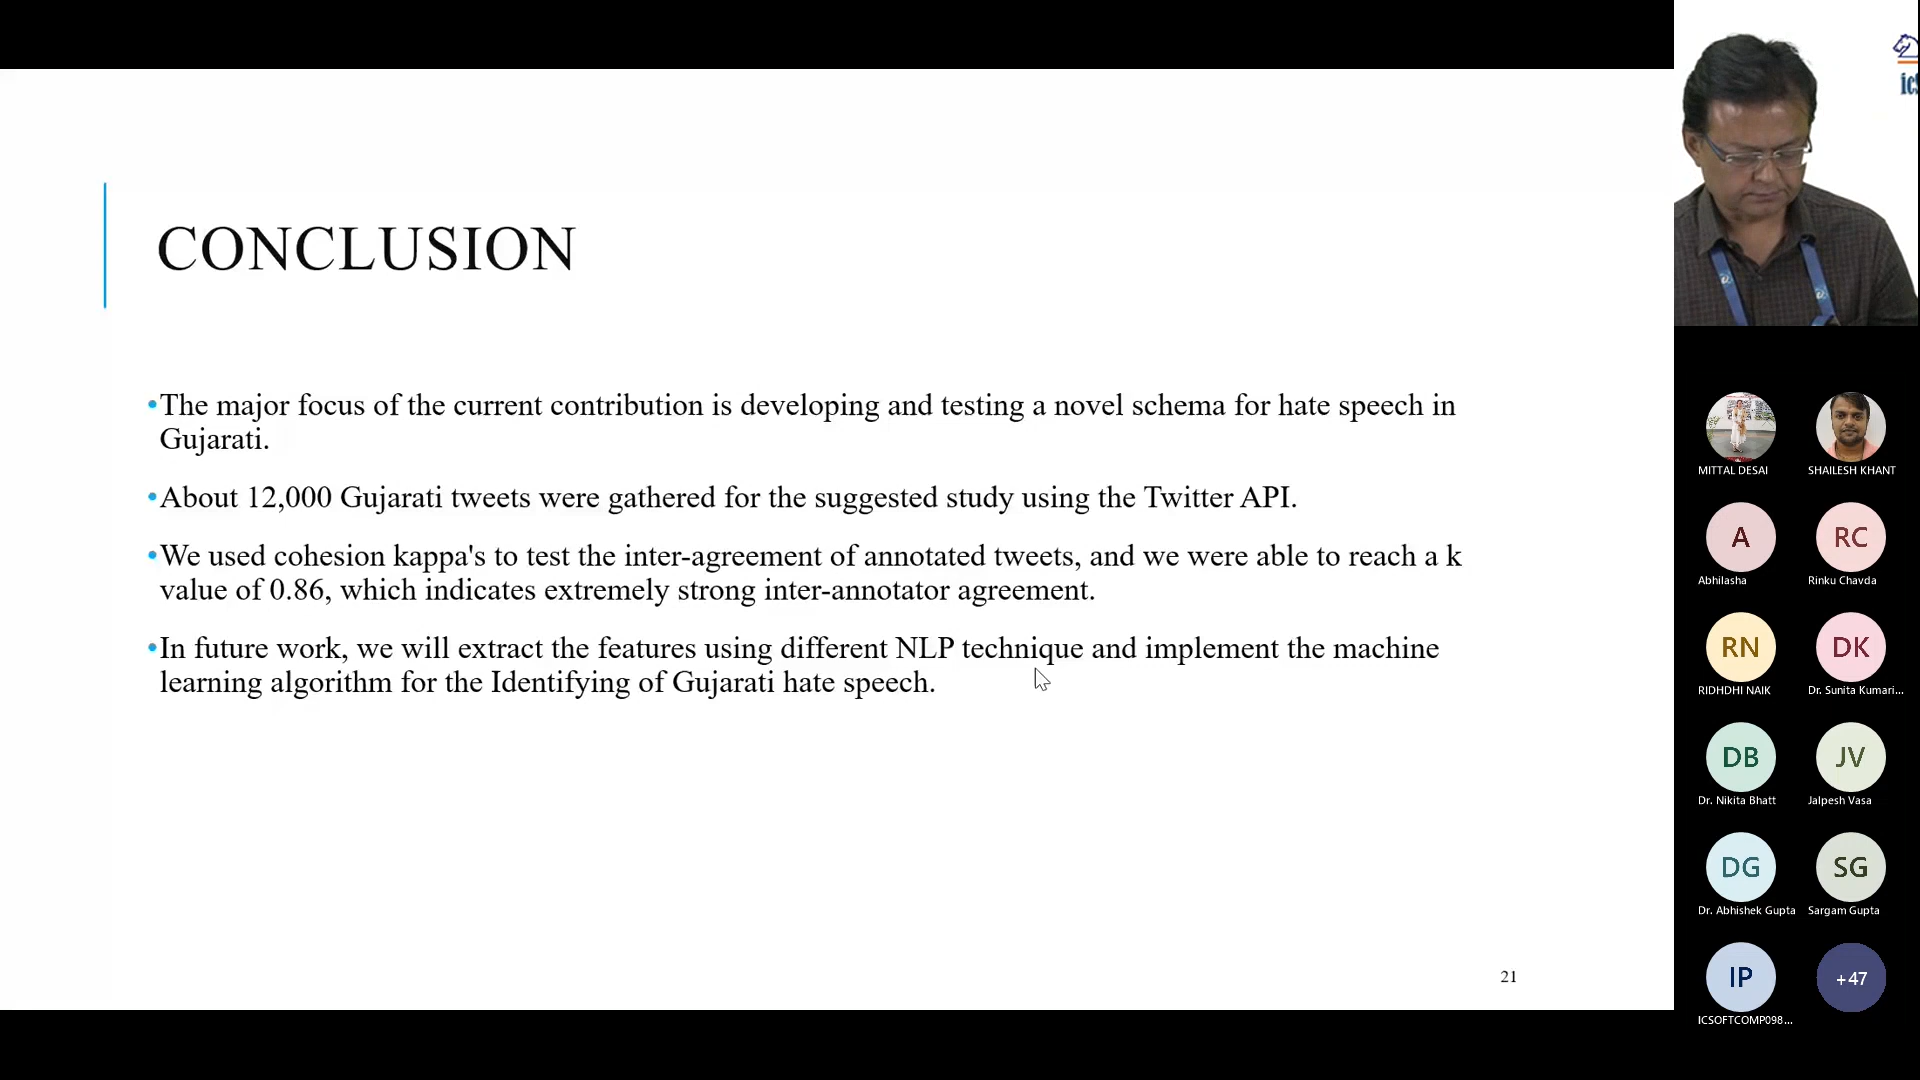 CONCLUSION
•The major focus of the current contribution is developing and testing a novel schema for hate speech in
Gujarati.
•About 12,000 Gujarati tweets were gathered for the suggested study using the Twitter API.
•We used cohesion kappa's to test the inter-agreement of annotated tweets, and we were able to reach a k
value of 0.86, which indicates extremely strong inter-annotator agreement.
•In future work, we will extract the features using different NLP technique and implement the machine
learning algorithm for the Identifying of Gujarati hate speech.
21
MITTAL DESAI
SHAILESH KHANT
A
Abhilasha
RC
Rinku Chavda
RN
RIDHDHI NAIK
DK
Dr. Sunita Kumari...
DB
Dr. Nikita Bhatt
JV
Jalpesh Vasa
DG
Dr. Abhishek Gupta
SG
Sargam Gupta
IP
ICSOFTCOMP098...
+47